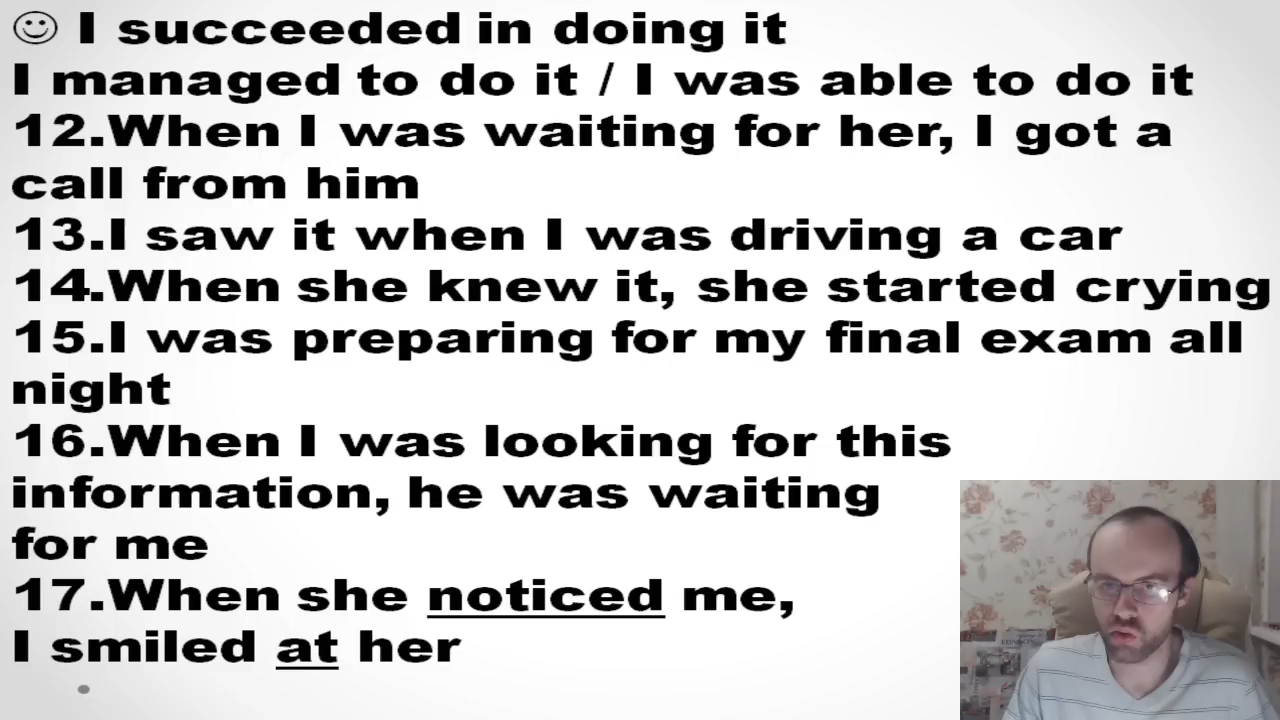 ☺ I succeeded in doing it
I managed to do it / I was able to do it
12.When I was waiting for her, I got a
call from him
13.I saw it when I was driving a car
14.When she knew it, she started crying
15.I was preparing for my final exam all
night
16.When I was looking for this
information, he was waiting
for me
17.When she noticed me,
I smiled at her